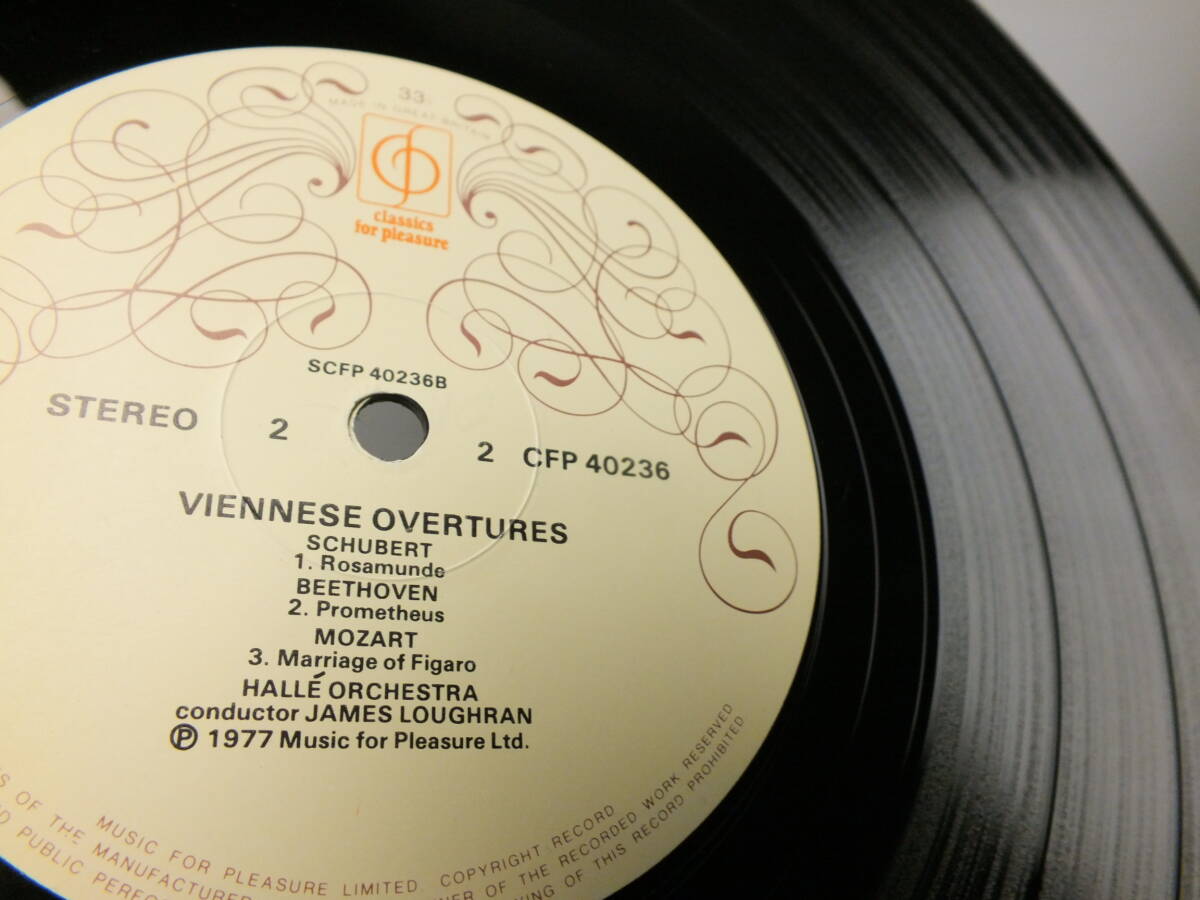 33
MADE IN GREAT BRITAIN
classics
for pleasure
SCFP 40236B
STEREO 2 2 CFP 40236
VIENNESE OVERTURES
SCHUBERT
1. Rosamunde
BEETHOVEN
2. Prometheus
MOZART
3. Marriage of Figaro
HALLÉ ORCHESTRA
conductor JAMES LOUGHRAN
℗ 1977 Music for Pleasure Ltd.
MUSIC FOR PLEASURE LIMITED. COPYRIGHT RECORD
OF THE MANUFACTURER OF THE RECORDED WORK RESERVED
PUBLIC OF THIS RECORD PROHIBITED